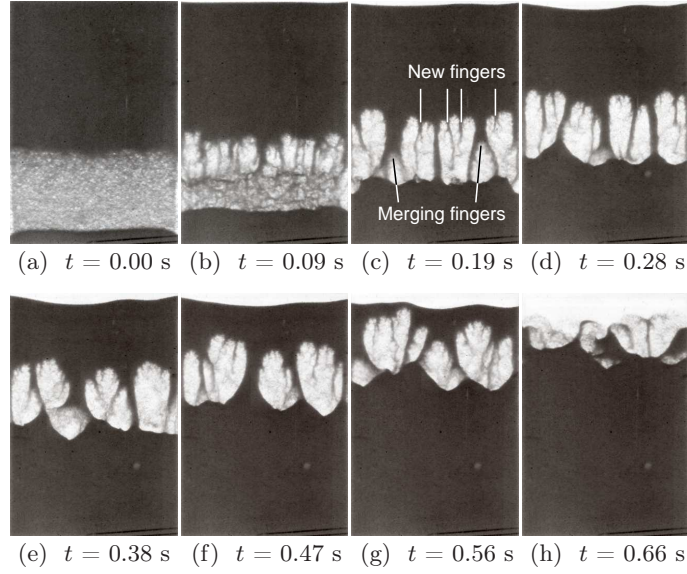 New fingers
Merging fingers
(a) t = 0.00 s
(b) t = 0.09 s
(c) t = 0.19 s
(d) t = 0.28 s
(e) t = 0.38 s
(f) t = 0.47 s
(g) t = 0.56 s
(h) t = 0.66 s